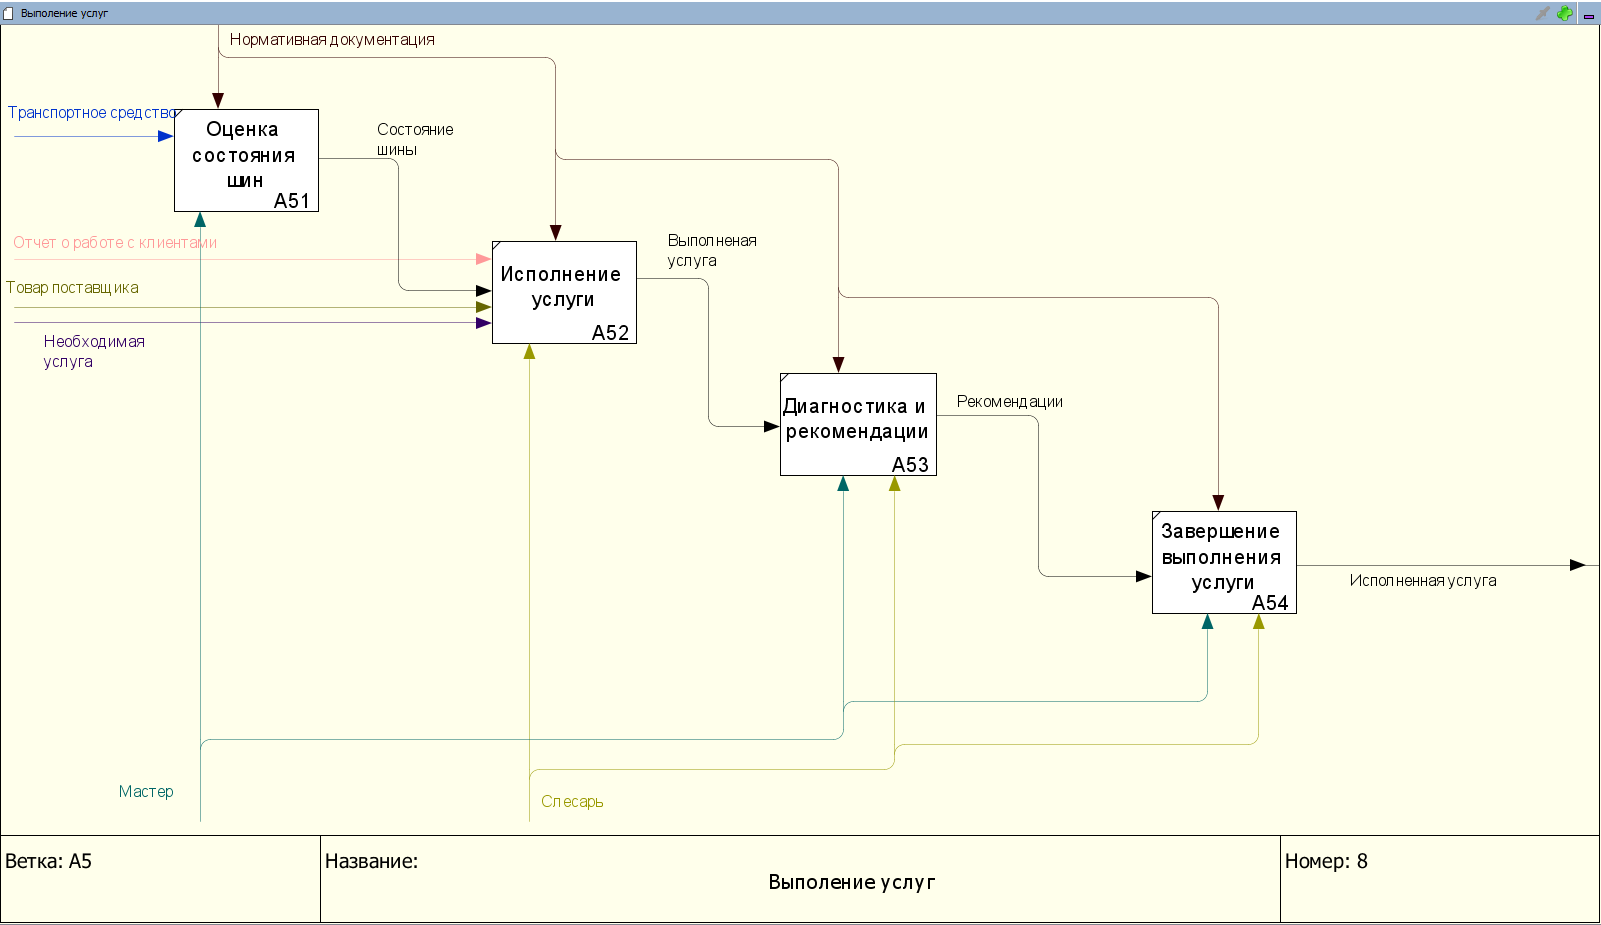 Выполение услуг
Нормативная документация
Транспортное средство
Оценка
состояния
шин
A51
Состояние
шины
Отчет о работе с клиентами
Товар поставщика
Необходимая
услуга
Исполнение
услуги
A52
Выполненая
услуга
Диагностика и
рекомендации
A53
Рекомендации
Завершение
выполнения
услуги
A54
Исполненная услуга
Мастер
Слесарь
Ветка: A5
Название:
Выполение услуг
Номер: 8